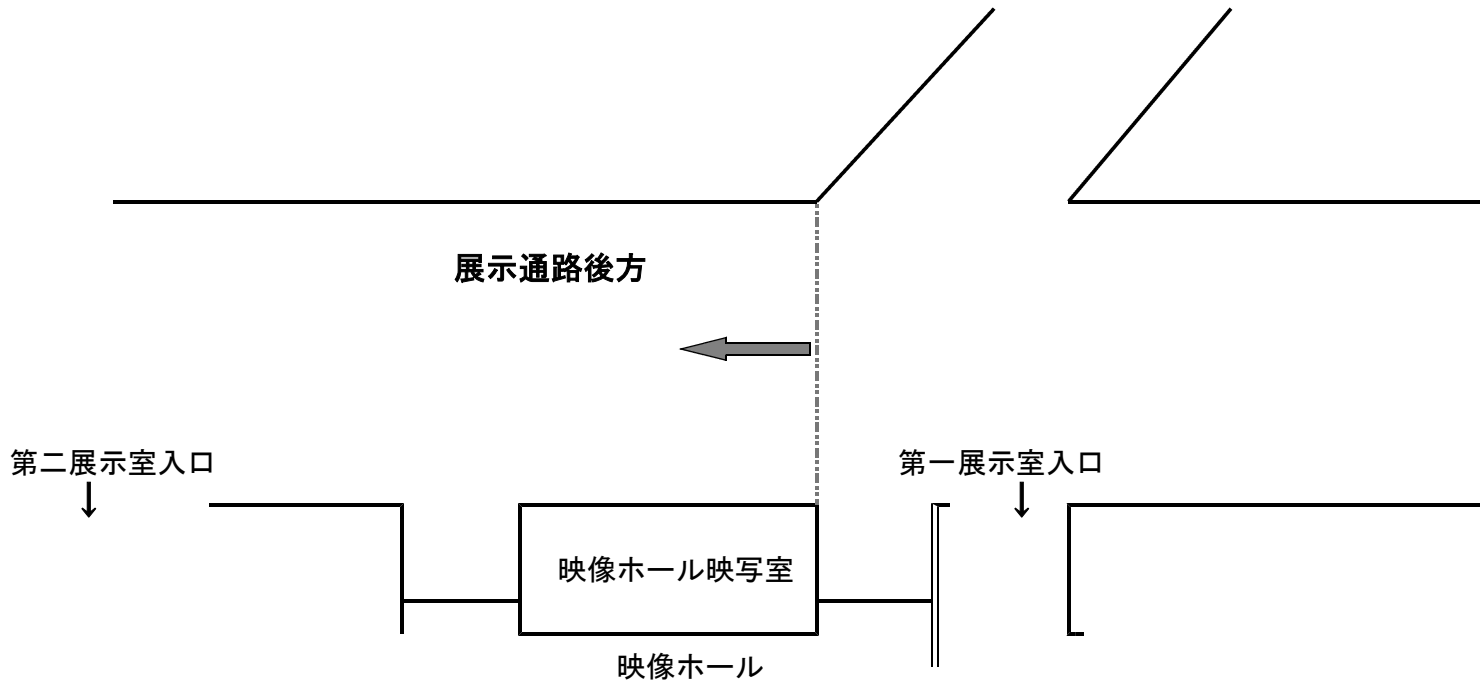 展示通路後方
第二展示室入口
第一展示室入口
映像ホール映写室
映像ホール